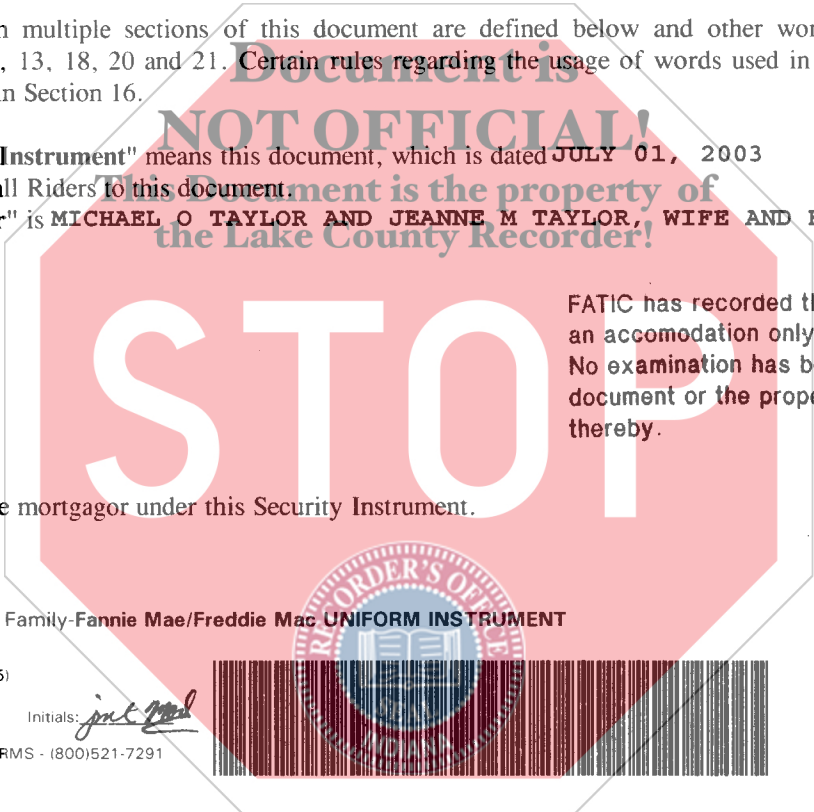 n multiple sections of this document are defined below and other wor
, 13, 18, 20 and 21. Certain rules regarding the usage of words used in
in Section 16.
Document is
NOT OFFICIAL!
Instrument" means this document, which is dated JULY 01, 2003
all Riders to this document.
This Document is the property of
r" is MICHAEL O TAYLOR AND JEANNE M TAYLOR, WIFE AND
the Lake County Recorder!
STOP
FATIC has recorded th
an accomodation only
No examination has b
document or the prope
thereby.
e mortgagor under this Security Instrument.
RECORDER'S OFFICE
SEAL
INDIANA
Family-Fannie Mae/Freddie Mac UNIFORM INSTRUMENT
Initials:
RMS - (800)521-7291